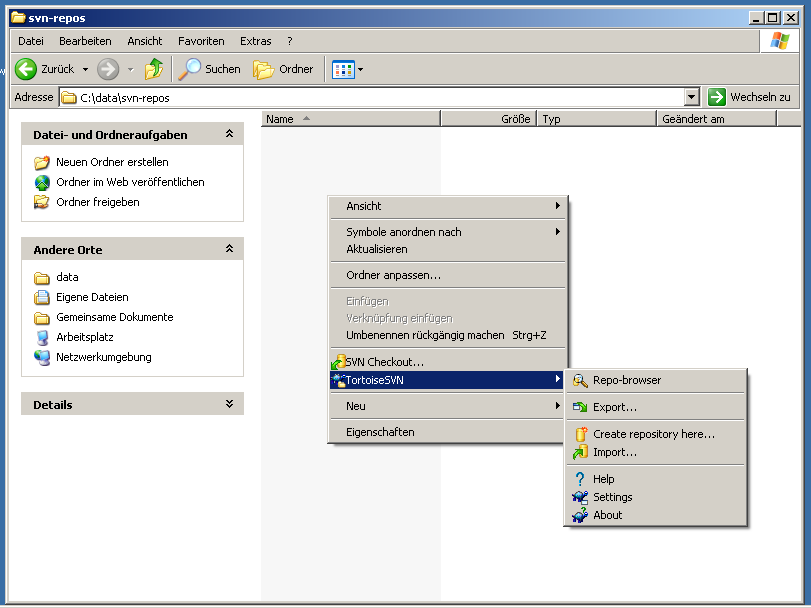 svn-repos
Datei Bearbeiten Ansicht Favoriten Extras ?
Zurück Suchen Ordner
Adresse C:\data\svn-repos Wechseln zu
Name Größe Typ Geändert am
Datei- und Ordneraufgaben
Neuen Ordner erstellen
Ordner im Web veröffentlichen
Ordner freigeben
Andere Orte
data
Eigene Dateien
Gemeinsame Dokumente
Arbeitsplatz
Netzwerkumgebung
Details
Ansicht
Symbole anordnen nach
Aktualisieren
Ordner anpassen...
Einfügen
Verknüpfung einfügen
Umbenennen rückgängig machen Strg+Z
SVN Checkout...
TortoiseSVN
Neu
Eigenschaften
Repo-browser
Export...
Create repository here...
Import...
Help
Settings
About